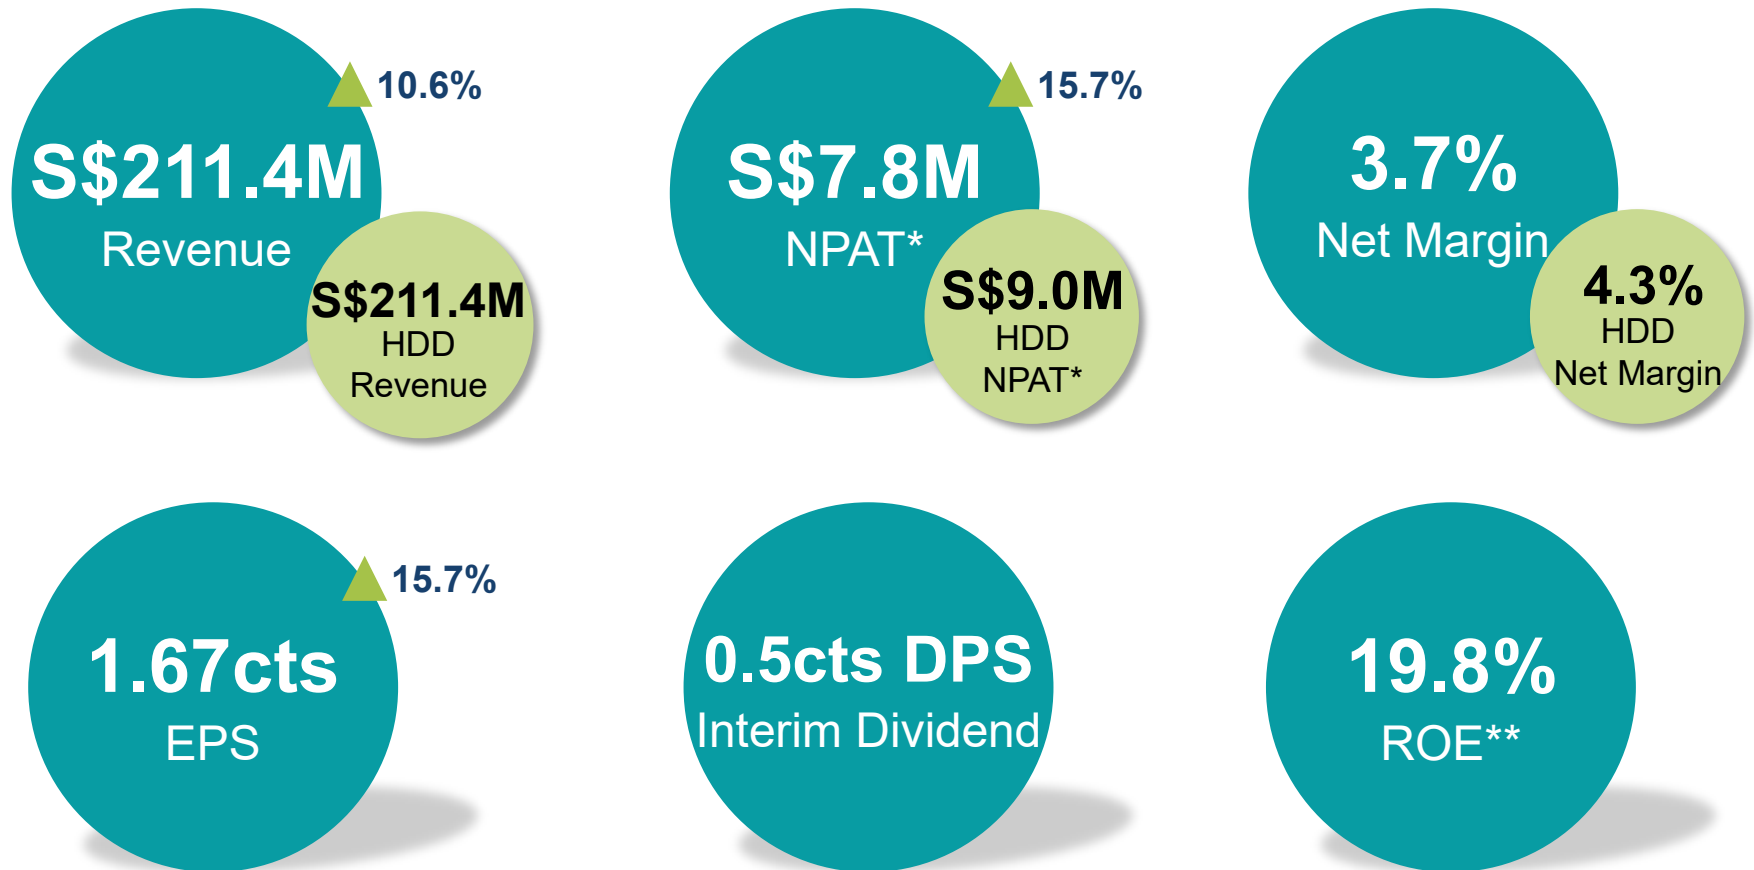 10.6%
S$211.4M
Revenue
S$211.4M
HDD
Revenue
15.7%
S$7.8M
NPAT*
S$9.0M
HDD
NPAT*
3.7%
Net Margin
4.3%
HDD
Net Margin
15.7%
1.67cts
EPS
0.5cts DPS
Interim Dividend
19.8%
ROE**